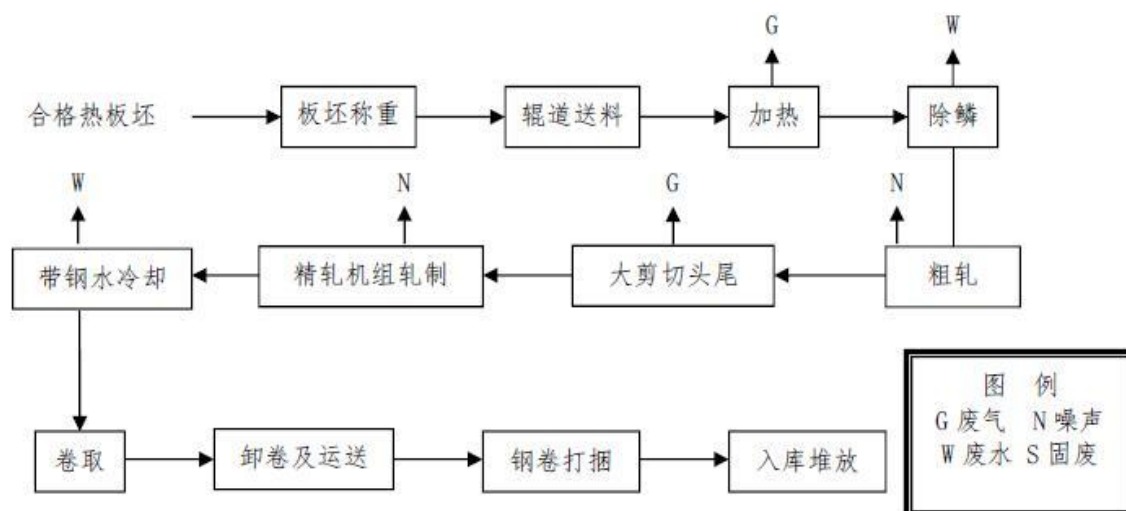 G W
合格热板坯 板坯称重 辊道送料 加热 除鳞
W N G N
带钢水冷却 精轧机组轧制 大剪切头尾 粗轧
卷取 卸卷及运送 钢卷打捆 入库堆放
图 例
G 废气 N 噪声
W 废水 S 固废